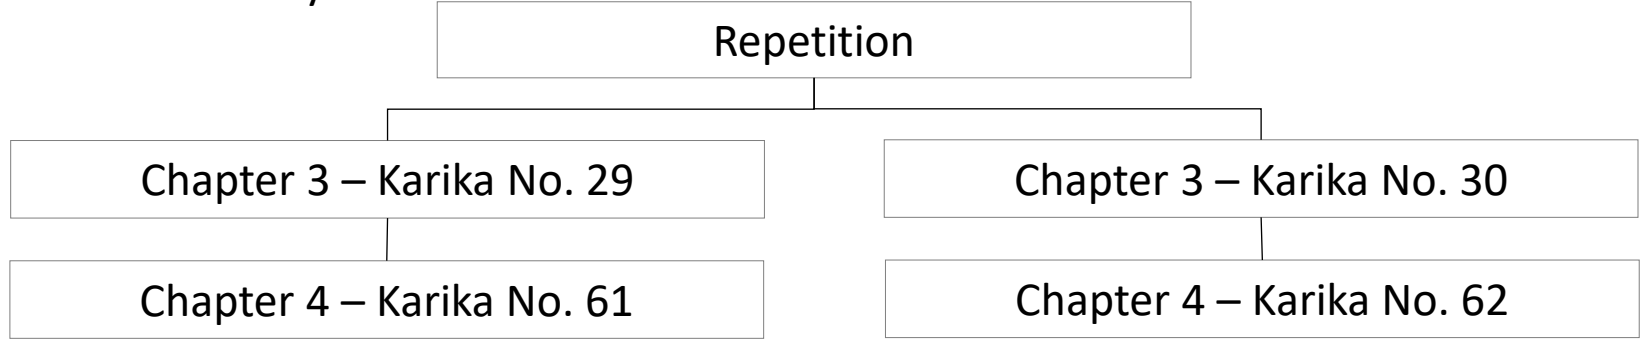 Repetition
Chapter 3 – Karika No. 29
Chapter 3 – Karika No. 30
Chapter 4 – Karika No. 61
Chapter 4 – Karika No. 62